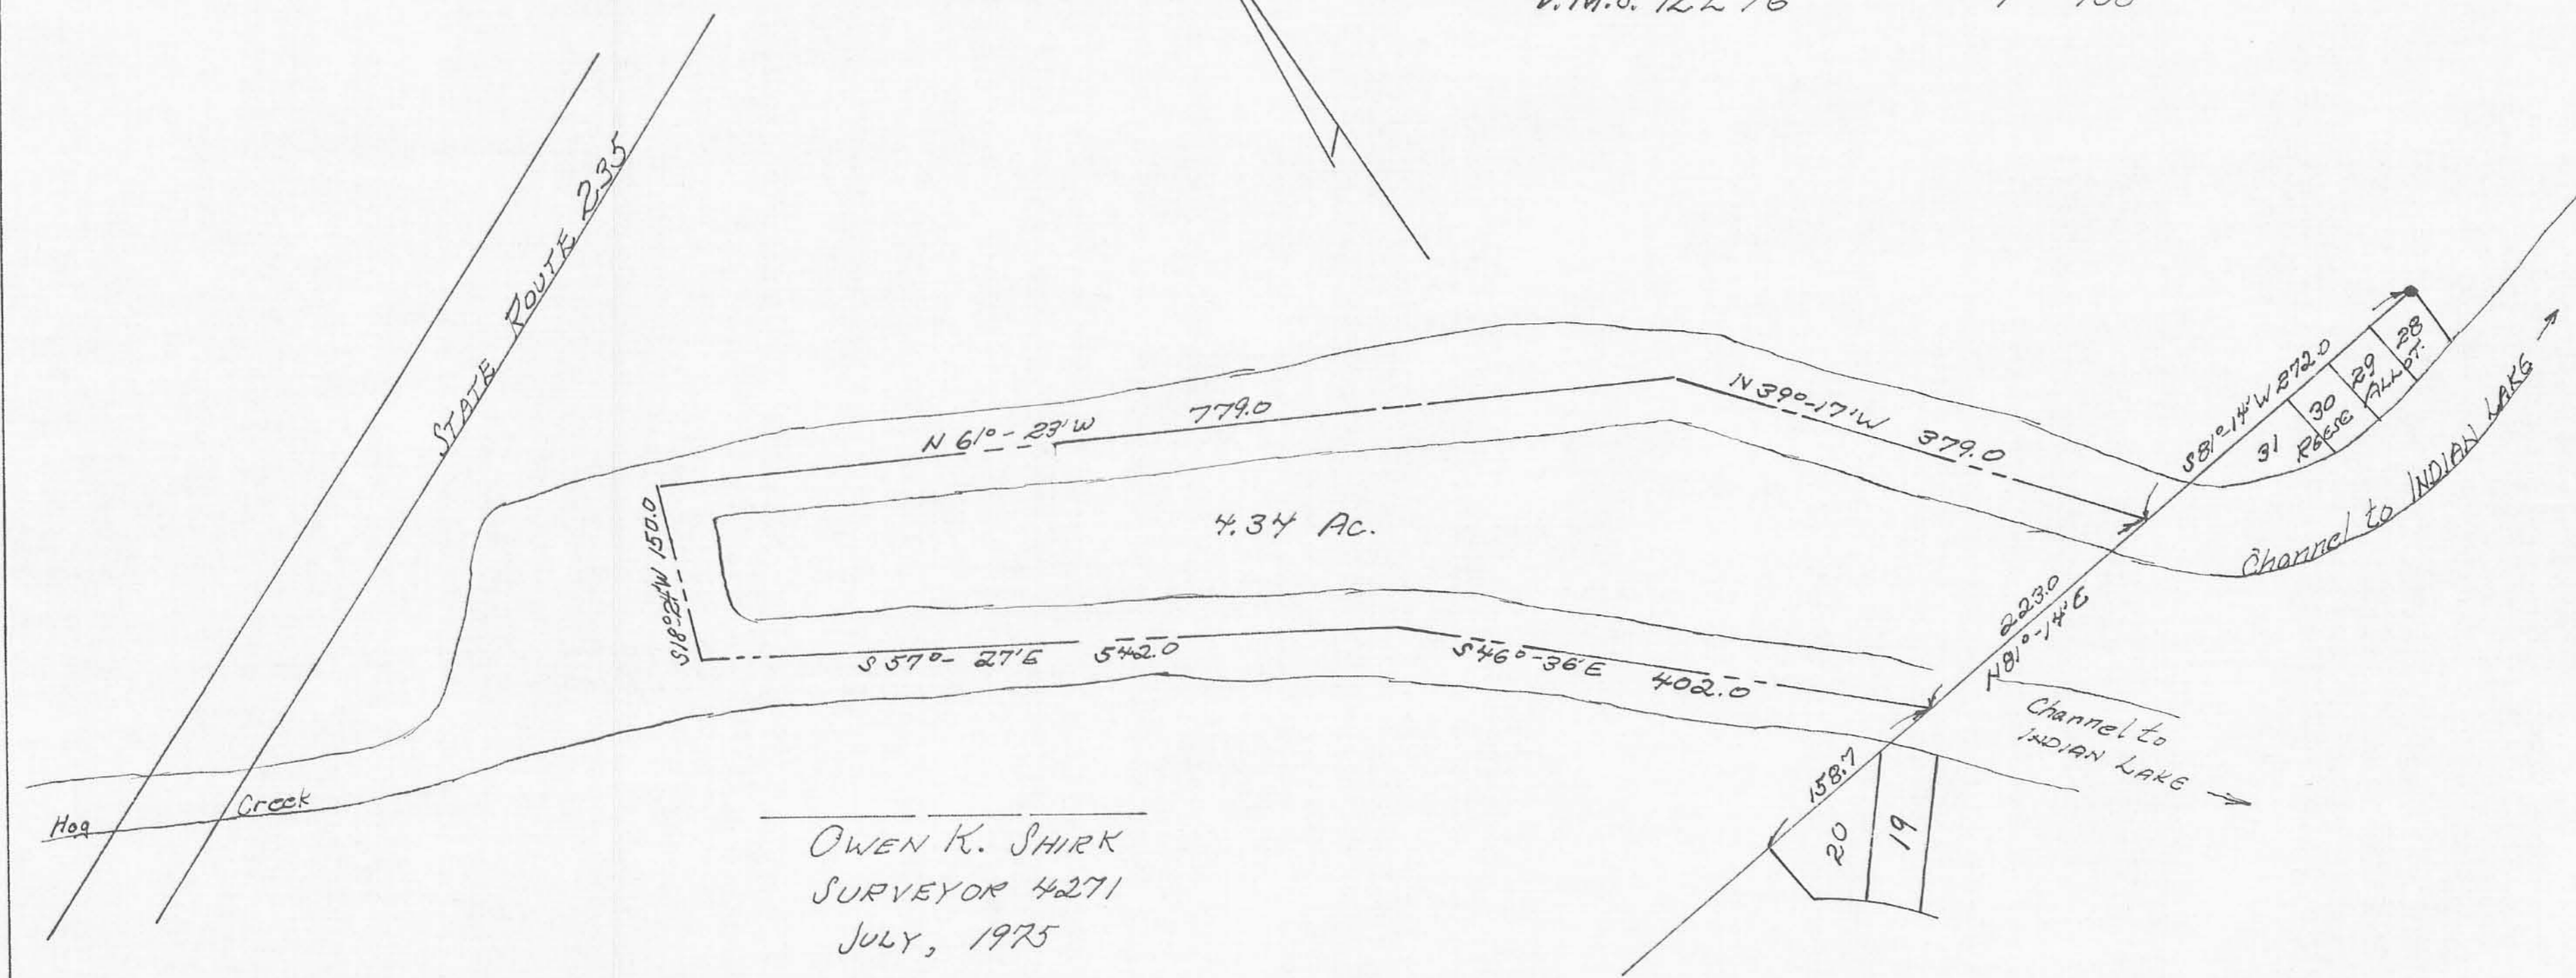 V.M.S. 12276
STATE ROUTE 235
N 61°-23'W 779.0
N 39°-17'W 379.0
S 81°-14'W 272.0
28
29
30
31
REESE ALLOT.
Channel to INDIAN LAKE
4.34 Ac.
S18°-24'W 150.0
S 57°-27'E 542.0
S 46°-36'E 402.0
223.0
N 81°-14'E
Channel to
INDIAN LAKE
158.7
20
19
Hog Creek
OWEN K. SHIRK
SURVEYOR 4271
JULY, 1975